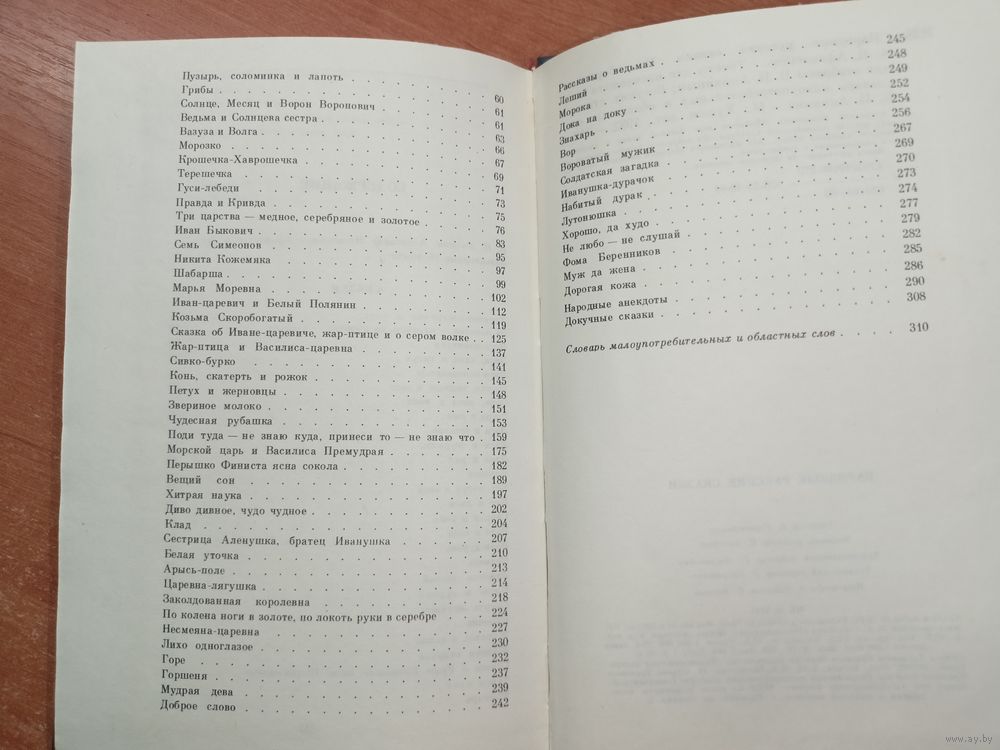 Пузырь, соломинка и лапоть . . . 60
Грибы . . . 61
Солнце, Месяц и Ворон Воронович . . . 61
Ведьма и Солнцева сестра . . . 63
Вазуза и Волга . . . 66
Морозко . . . 67
Крошечка-Хаврошечка . . . 69
Терешечка . . . 71
Гуси-лебеди . . . 73
Правда и Кривда . . . 75
Три царства — медное, серебряное и золотое . . . 76
Иван Быкович . . . 83
Семь Симеонов . . . 95
Никита Кожемяка . . . 97
Шабарша . . . 99
Марья Моревна . . . 102
Иван-царевич и Белый Полянин . . . 112
Козьма Скоробогатый . . . 119
Сказка об Иване-царевиче, жар-птице и о сером волке . . 125
Жар-птица и Василиса-царевна . . . 137
Сивко-бурко . . . 141
Конь, скатерть и рожок . . . 145
Петух и жерновцы . . . 148
Звериное молоко . . . 151
Чудесная рубашка . . . 153
Поди туда — не знаю куда, принеси то — не знаю что . 159
Морской царь и Василиса Премудрая . . . 175
Перышко Финиста ясна сокола . . . 182
Вещий сон . . . 189
Хитрая наука . . . 197
Диво дивное, чудо чудное . . . 202
Клад . . . 204
Сестрица Аленушка, братец Иванушка . . . 207
Белая уточка . . . 210
Арысь-поле . . . 213
Царевна-лягушка . . . 214
Заколдованная королевна . . . 218
По колена ноги в золоте, по локоть руки в серебре . . . 224
Несмеяна-царевна . . . 227
Лихо одноглазое . . . 230
Горе . . . 232
Горшеня . . . 237
Мудрая дева . . . 239
Доброе слово . . . 242
Рассказы о ведьмах . . . 245
Леший . . . 248
Морока . . . 249
Дока на доку . . . 252
Знахарь . . . 254
Вор . . . 256
Вороватый мужик . . . 267
Солдатская загадка . . . 269
Иванушка-дурачок . . . 270
Набитый дурак . . . 273
Лутонюшка . . . 274
Хорошо, да худо . . . 277
Не любо — не слушай . . . 279
Фома Беренников . . . 282
Муж да жена . . . 285
Дорогая кожа . . . 286
Народные анекдоты . . . 290
Докучные сказки . . . 308
Словарь малоупотребительных и областных слов . . . . 310
www.ay.by